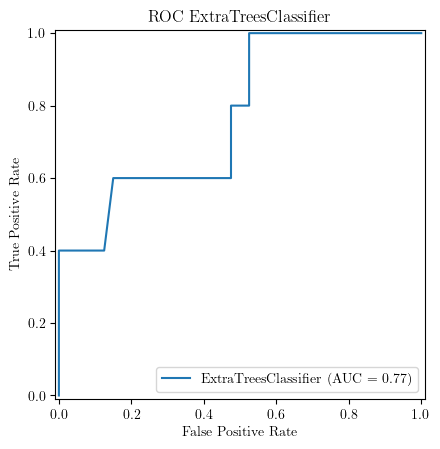 ROC ExtraTreesClassifier
1.0
0.8
0.6
0.4
0.2
0.0
True Positive Rate
ExtraTreesClassifier (AUC = 0.77)
0.0 0.2 0.4 0.6 0.8 1.0
False Positive Rate